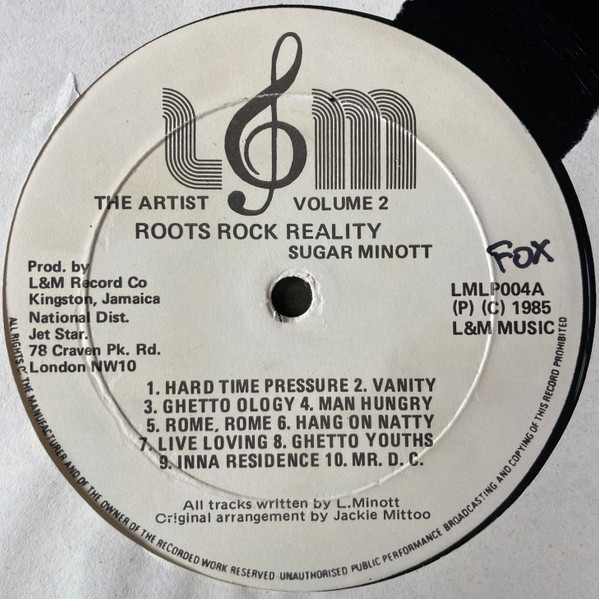 L&M
THE ARTIST VOLUME 2
ROOTS ROCK REALITY
SUGAR MINOTT
FOX
Prod. by
L&M Record Co
Kingston, Jamaica
National Dist.
Jet Star.
78 Craven Pk. Rd.
London NW10
LMLP004A
(P) (C) 1985
L&M MUSIC
1. HARD TIME PRESSURE 2. VANITY
3. GHETTO OLOGY 4. MAN HUNGRY
5. ROME, ROME 6. HANG ON NATTY
7. LIVE LOVING 8. GHETTO YOUTHS
9. INNA RESIDENCE 10. MR. D. C.
All tracks written by L.Minott
Original arrangement by Jackie Mittoo
ALL RIGHTS OF THE MANUFACTURER AND OF THE OWNER OF THE RECORDED WORK RESERVED UNAUTHORISED PUBLIC PERFORMANCE BROADCASTING AND COPYING OF THIS RECORD PROHIBITED